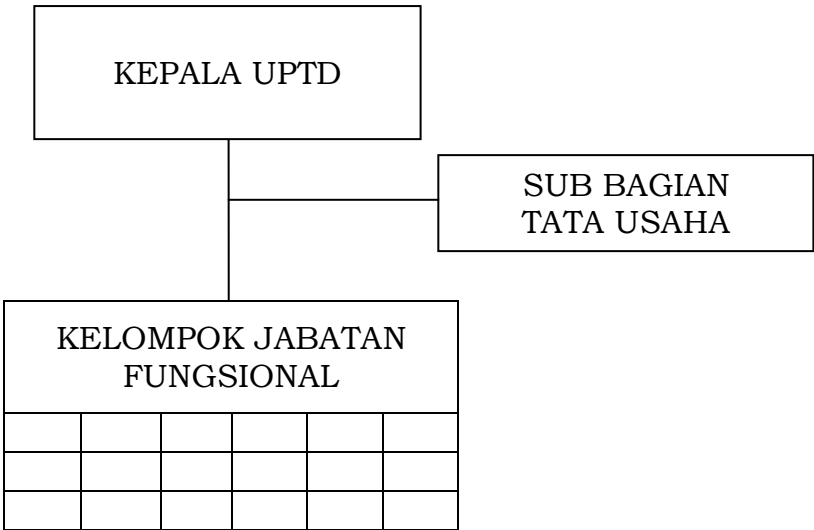 KEPALA UPTD
SUB BAGIAN
TATA USAHA
KELOMPOK JABATAN
FUNGSIONAL